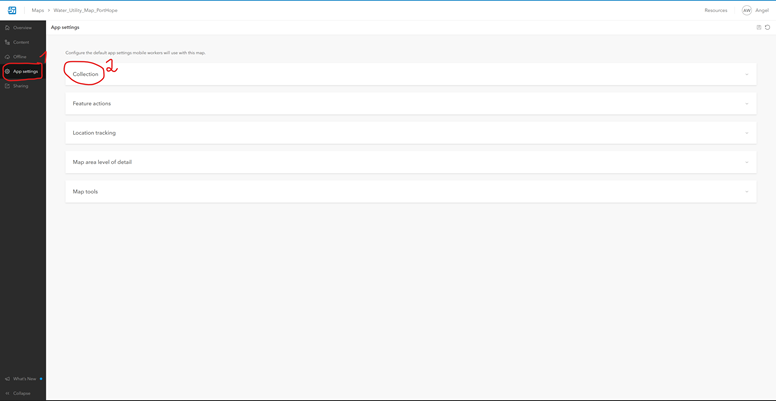 Maps > Water_Utility_Map_PortHope
Resources
AW
Angel
Overview
Content
Offline
1
App settings
Sharing
App settings
Configure the default app settings mobile workers will use with this map.
Collection
2
Feature actions
Location tracking
Map area level of detail
Map tools
What's New
Collapse